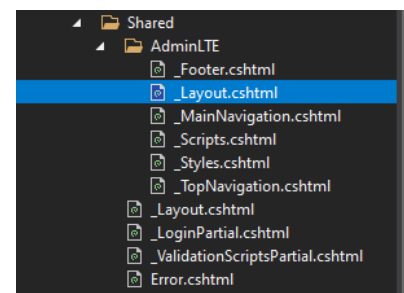 Shared
AdminLTE
_Footer.cshtml
_Layout.cshtml
_MainNavigation.cshtml
_Scripts.cshtml
_Styles.cshtml
_TopNavigation.cshtml
_Layout.cshtml
_LoginPartial.cshtml
_ValidationScriptsPartial.cshtml
Error.cshtml